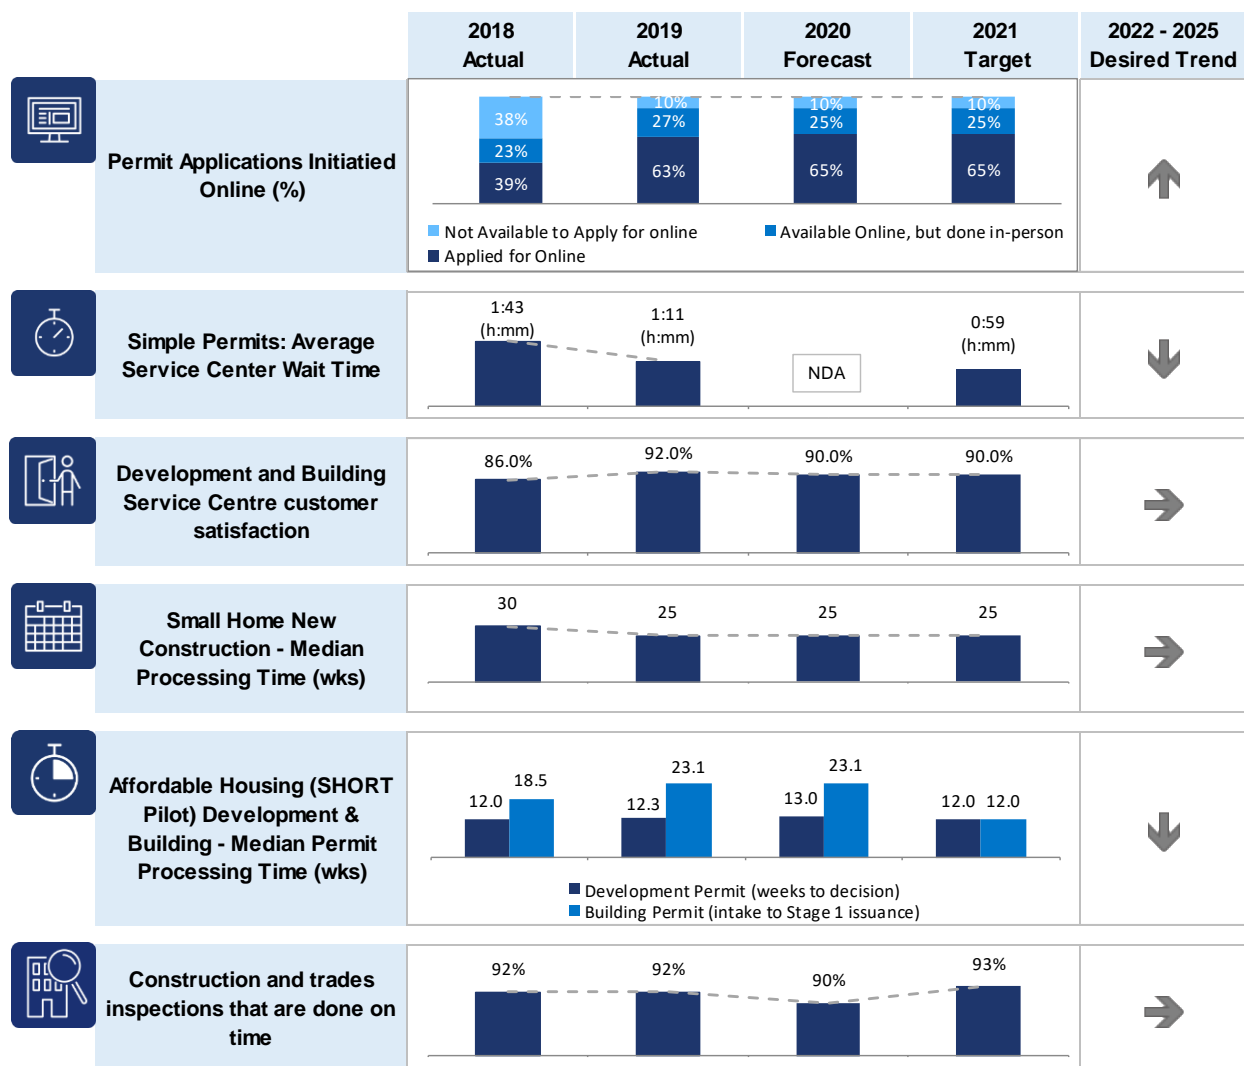 2018 Actual
2019 Actual
2020 Forecast
2021 Target
2022 - 2025 Desired Trend
Permit Applications Initiatied
Online (%)
38%
23%
39%
10%
27%
63%
10%
25%
65%
10%
25%
65%
Not Available to Apply for online
Available Online, but done in-person
Applied for Online
Simple Permits: Average
Service Center Wait Time
1:43
(h:mm)
1:11
(h:mm)
NDA
0:59
(h:mm)
Development and Building
Service Centre customer
satisfaction
86.0%
92.0%
90.0%
90.0%
Small Home New
Construction - Median
Processing Time (wks)
30
25
25
25
Affordable Housing (SHORT
Pilot) Development &
Building - Median Permit
Processing Time (wks)
12.0
18.5
12.3
23.1
13.0
23.1
12.0
12.0
Development Permit (weeks to decision)
Building Permit (intake to Stage 1 issuance)
Construction and trades
inspections that are done on
time
92%
92%
90%
93%